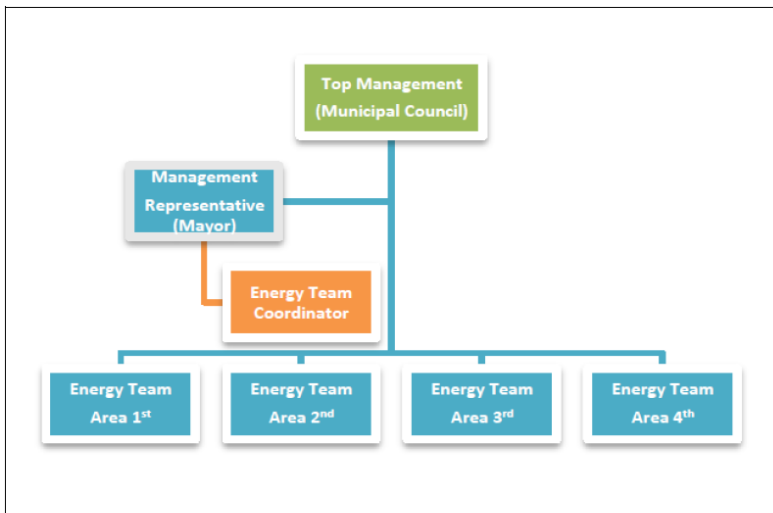 Top Management
(Municipal Council)
Management
Representative
(Mayor)
Energy Team
Coordinator
Energy Team
Area 1st
Energy Team
Area 2nd
Energy Team
Area 3rd
Energy Team
Area 4th